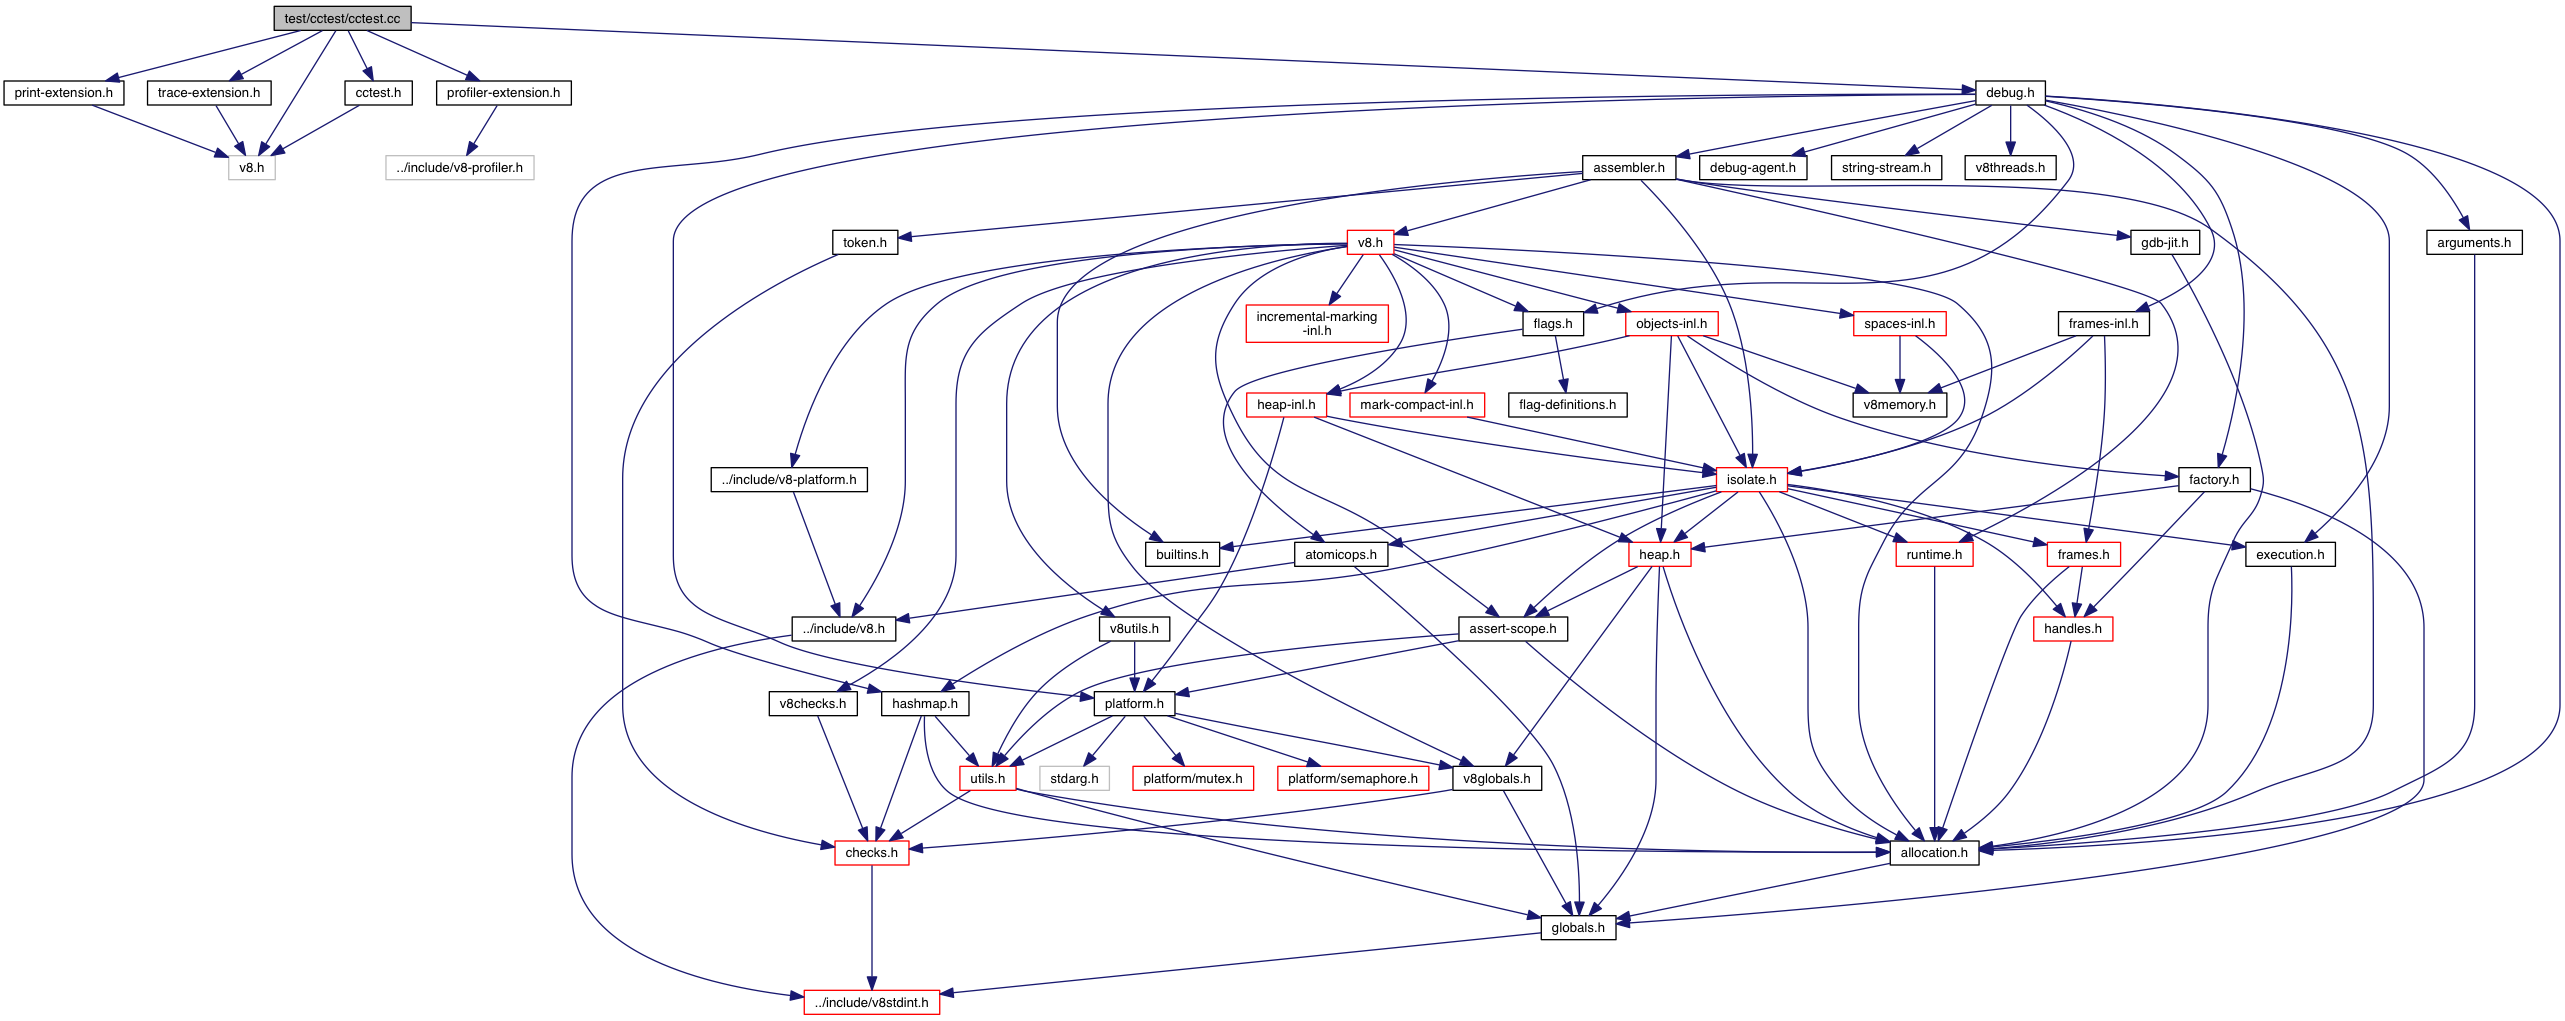 test/cctest/cctest.cc
print-extension.h
trace-extension.h
cctest.h
profiler-extension.h
debug.h
v8.h
../include/v8-profiler.h
assembler.h
debug-agent.h
string-stream.h
v8threads.h
token.h
v8.h
gdb-jit.h
arguments.h
incremental-marking
-inl.h
flags.h
objects-inl.h
spaces-inl.h
frames-inl.h
heap-inl.h
mark-compact-inl.h
flag-definitions.h
v8memory.h
../include/v8-platform.h
isolate.h
factory.h
builtins.h
atomicops.h
heap.h
runtime.h
frames.h
execution.h
../include/v8.h
v8utils.h
assert-scope.h
handles.h
v8checks.h
hashmap.h
platform.h
utils.h
stdarg.h
platform/mutex.h
platform/semaphore.h
v8globals.h
checks.h
allocation.h
globals.h
../include/v8stdint.h